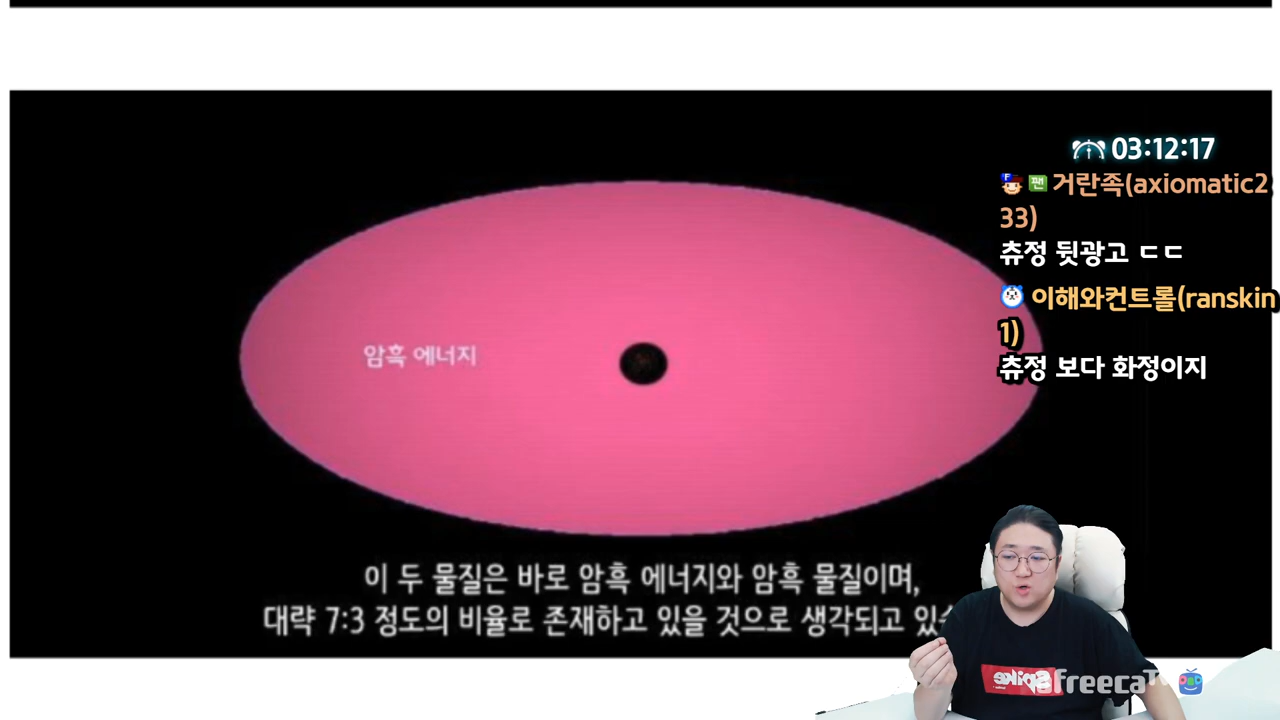 03:12:17
F 팬 거란족(axiomatic2
33)
츄정 뒷광고 ㄷㄷ
이해와컨트롤(ranskin
1)
츄정 보다 화정이지
암흑 에너지
이 두 물질은 바로 암흑 에너지와 암흑 물질이며,
대략 7:3 정도의 비율로 존재하고 있을 것으로 생각되고
Spike
afreecaTV